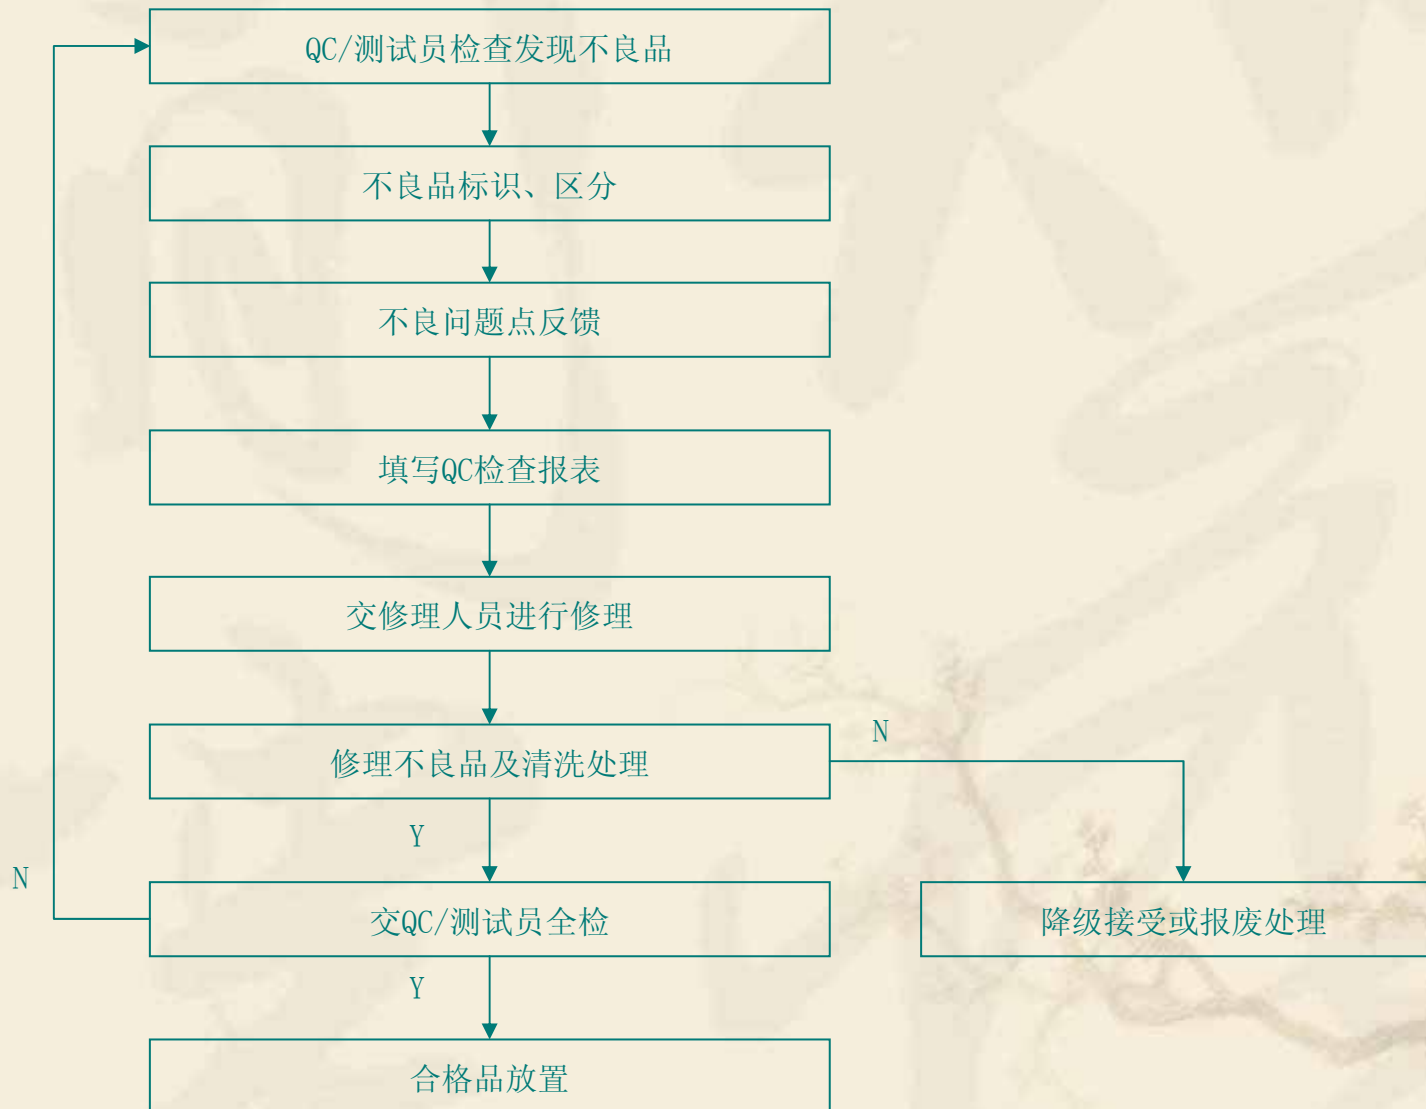 QC/测试员检查发现不良品
不良品标识、区分
不良问题点反馈
填写QC检查报表
交修理人员进行修理
N
修理不良品及清洗处理
Y
N
交QC/测试员全检
降级接受或报废处理
Y
合格品放置